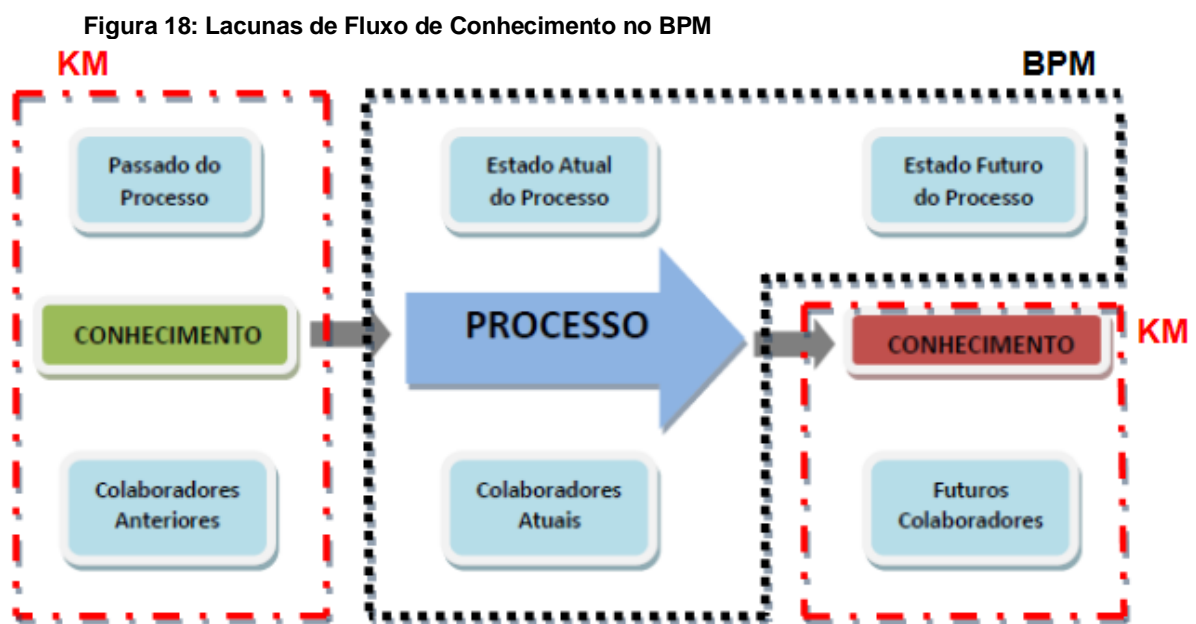 Figura 18: Lacunas de Fluxo de Conhecimento no BPM
KM
BPM
Passado do
Processo
Estado Atual
do Processo
Estado Futuro
do Processo
CONHECIMENTO
PROCESSO
CONHECIMENTO
KM
Colaboradores
Anteriores
Colaboradores
Atuais
Futuros
Colaboradores